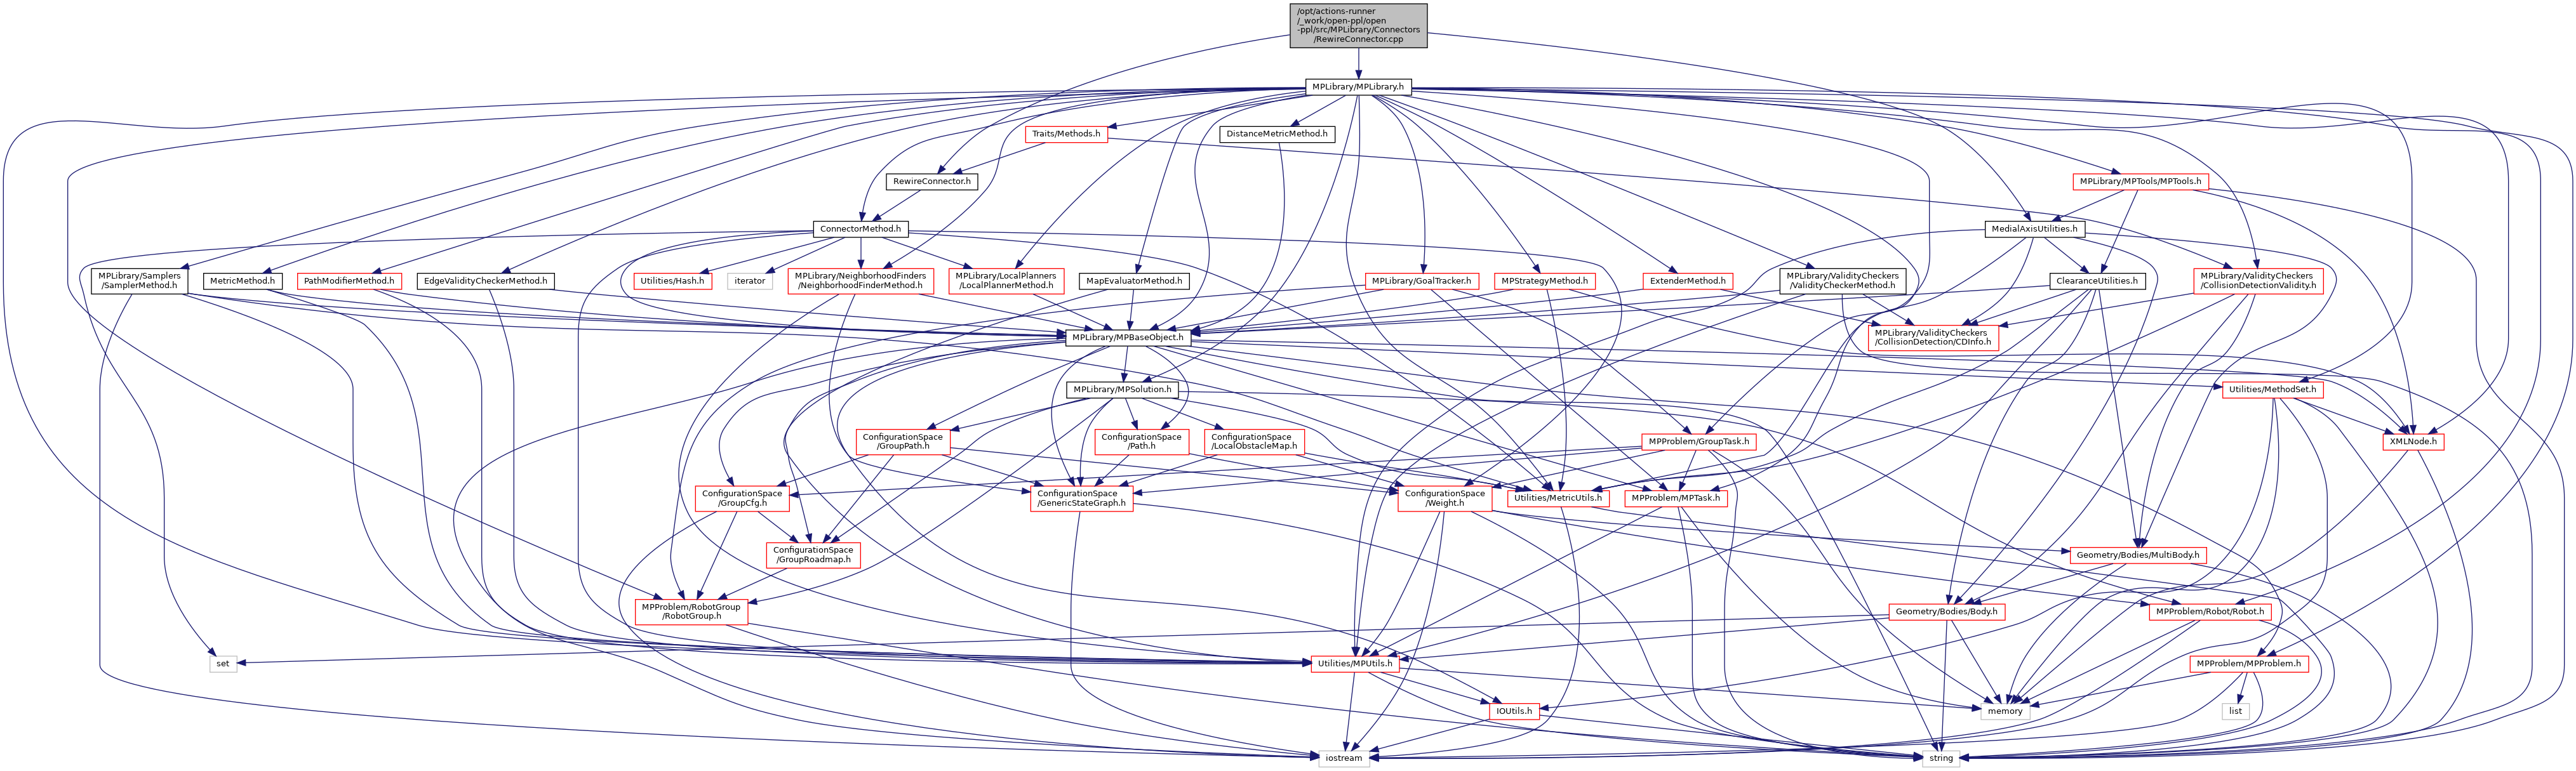 /opt/actions-runner
/_work/open-ppl/open
-ppl/src/MPLibrary/Connectors
/RewireConnector.cpp
MPLibrary/MPLibrary.h
Traits/Methods.h
DistanceMetricMethod.h
RewireConnector.h
MPLibrary/MPTools/MPTools.h
ConnectorMethod.h
MedialAxisUtilities.h
MPLibrary/Samplers
/SamplerMethod.h
MetricMethod.h
PathModifierMethod.h
EdgeValidityCheckerMethod.h
Utilities/Hash.h
iterator
MPLibrary/NeighborhoodFinders
/NeighborhoodFinderMethod.h
MPLibrary/LocalPlanners
/LocalPlannerMethod.h
MapEvaluatorMethod.h
MPLibrary/GoalTracker.h
MPStrategyMethod.h
ExtenderMethod.h
MPLibrary/ValidityCheckers
/ValidityCheckerMethod.h
ClearanceUtilities.h
MPLibrary/ValidityCheckers
/CollisionDetectionValidity.h
MPLibrary/MPBaseObject.h
MPLibrary/ValidityCheckers
/CollisionDetection/CDInfo.h
MPLibrary/MPSolution.h
Utilities/MethodSet.h
ConfigurationSpace
/GroupPath.h
ConfigurationSpace
/Path.h
ConfigurationSpace
/LocalObstacleMap.h
MPProblem/GroupTask.h
XMLNode.h
ConfigurationSpace
/GroupCfg.h
ConfigurationSpace
/GenericStateGraph.h
ConfigurationSpace
/Weight.h
Utilities/MetricUtils.h
MPProblem/MPTask.h
ConfigurationSpace
/GroupRoadmap.h
Geometry/Bodies/MultiBody.h
MPProblem/RobotGroup
/RobotGroup.h
Geometry/Bodies/Body.h
MPProblem/Robot/Robot.h
set
Utilities/MPUtils.h
MPProblem/MPProblem.h
IOUtils.h
memory
list
iostream
string